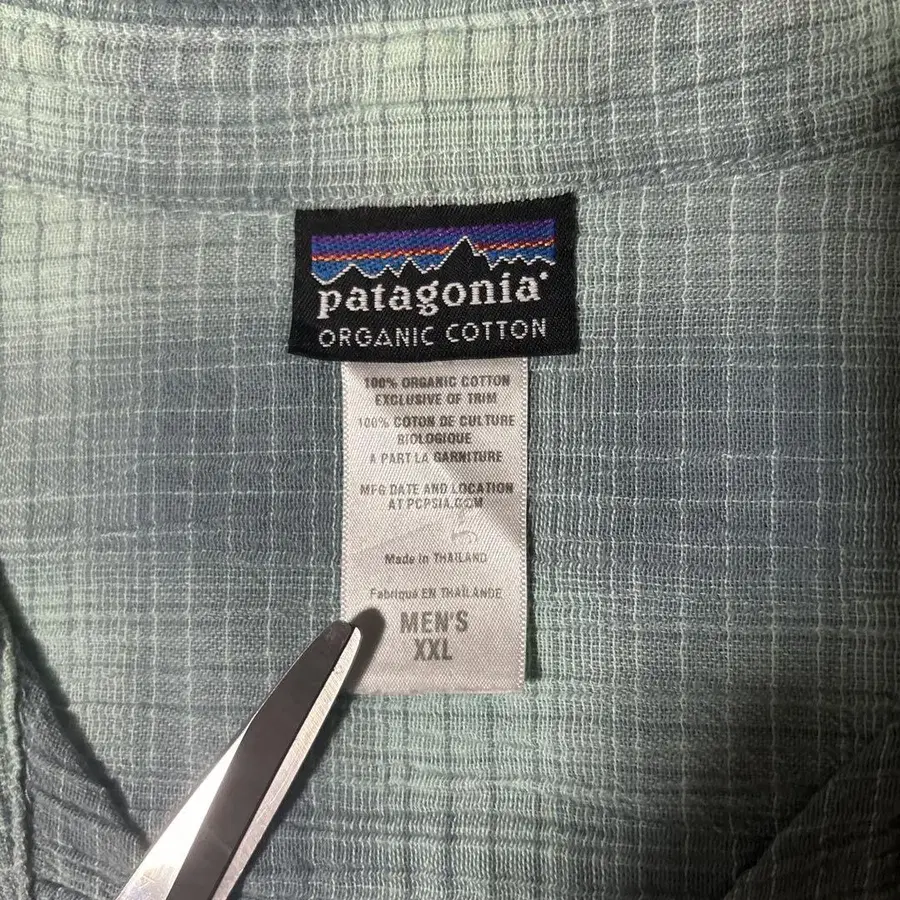 patagonia®
ORGANIC COTTON
100% ORGANIC COTTON
EXCLUSIVE OF TRIM
100% COTON DE CULTURE
BIOLOGIQUE
A PART LA GARNITURE
MFG DATE AND LOCATION
AT PCPSIA.COM
Made in THAILAND
Fabriqué EN THAÏLANDE
MEN'S
XXL